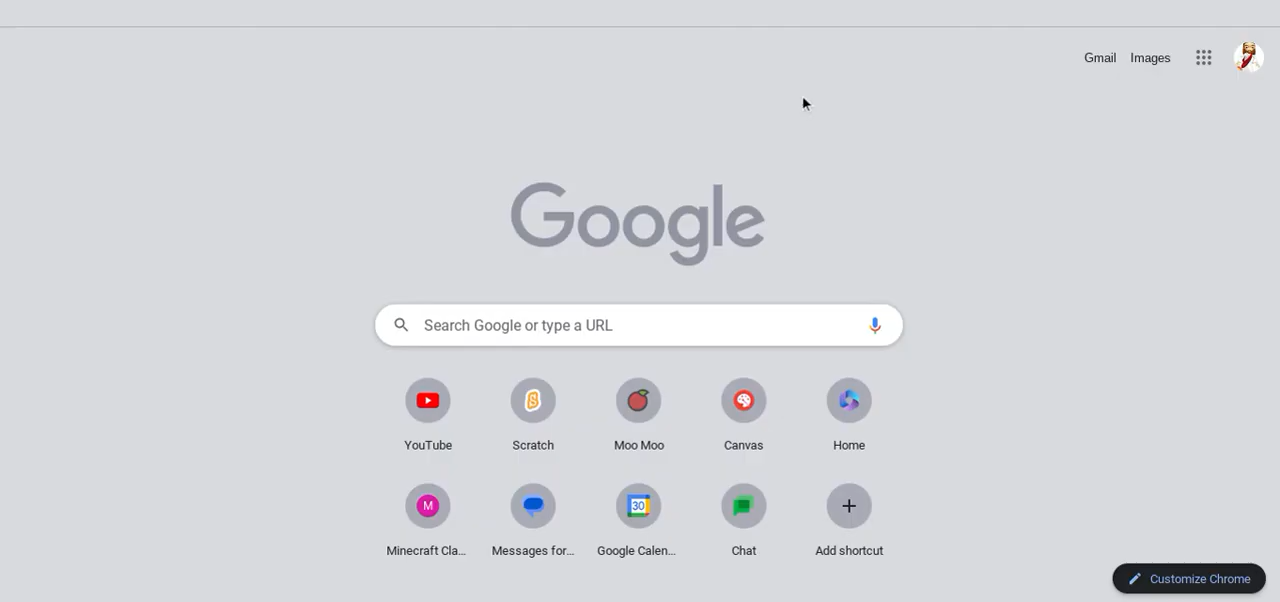 Gmail Images
Google
Search Google or type a URL
YouTube Scratch Moo Moo Canvas Home
M 30
Minecraft Cla... Messages for... Google Calen... Chat Add shortcut
Customize Chrome